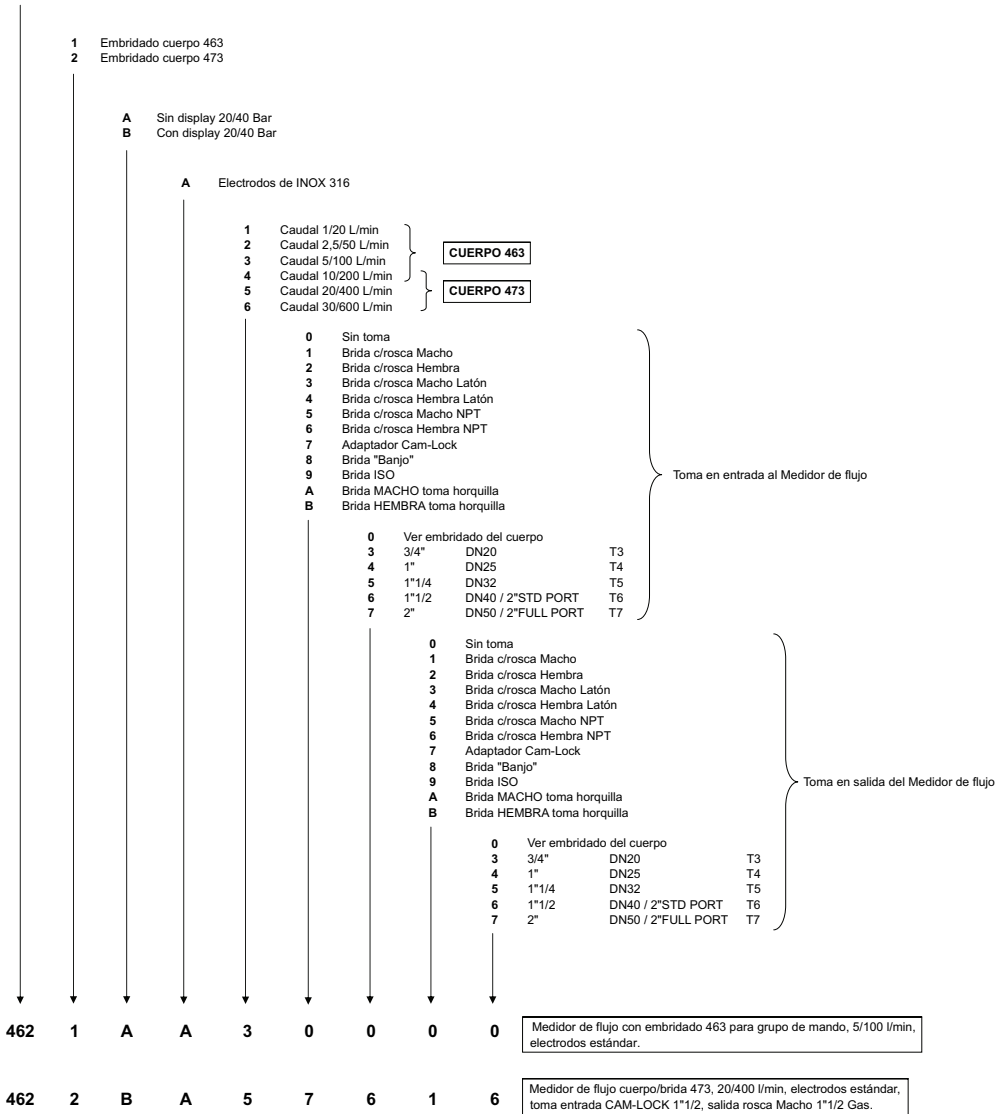 1 Embridado cuerpo 463
2 Embridado cuerpo 473
A Sin display 20/40 Bar
B Con display 20/40 Bar
A Electrodos de INOX 316
1 Caudal 1/20 L/min
2 Caudal 2,5/50 L/min
3 Caudal 5/100 L/min
4 Caudal 10/200 L/min
5 Caudal 20/400 L/min
6 Caudal 30/600 L/min
CUERPO 463
CUERPO 473
0 Sin toma
1 Brida c/rosca Macho
2 Brida c/rosca Hembra
3 Brida c/rosca Macho Latón
4 Brida c/rosca Hembra Latón
5 Brida c/rosca Macho NPT
6 Brida c/rosca Hembra NPT
7 Adaptador Cam-Lock
8 Brida "Banjo"
9 Brida ISO
A Brida MACHO toma horquilla
B Brida HEMBRA toma horquilla
Toma en entrada al Medidor de flujo
0 Ver embridado del cuerpo
3 3/4" DN20 T3
4 1" DN25 T4
5 1"1/4 DN32 T5
6 1"1/2 DN40 / 2"STD PORT T6
7 2" DN50 / 2"FULL PORT T7
0 Sin toma
1 Brida c/rosca Macho
2 Brida c/rosca Hembra
3 Brida c/rosca Macho Latón
4 Brida c/rosca Hembra Latón
5 Brida c/rosca Macho NPT
6 Brida c/rosca Hembra NPT
7 Adaptador Cam-Lock
8 Brida "Banjo"
9 Brida ISO
A Brida MACHO toma horquilla
B Brida HEMBRA toma horquilla
Toma en salida del Medidor de flujo
0 Ver embridado del cuerpo
3 3/4" DN20 T3
4 1" DN25 T4
5 1"1/4 DN32 T5
6 1"1/2 DN40 / 2"STD PORT T6
7 2" DN50 / 2"FULL PORT T7
462 1 A A 3 0 0 0 0
Medidor de flujo con embridado 463 para grupo de mando, 5/100 l/min,
electrodos estándar.
462 2 B A 5 7 6 1 6
Medidor de flujo cuerpo/brida 473, 20/400 l/min, electrodos estándar,
toma entrada CAM-LOCK 1"1/2, salida rosca Macho 1"1/2 Gas.